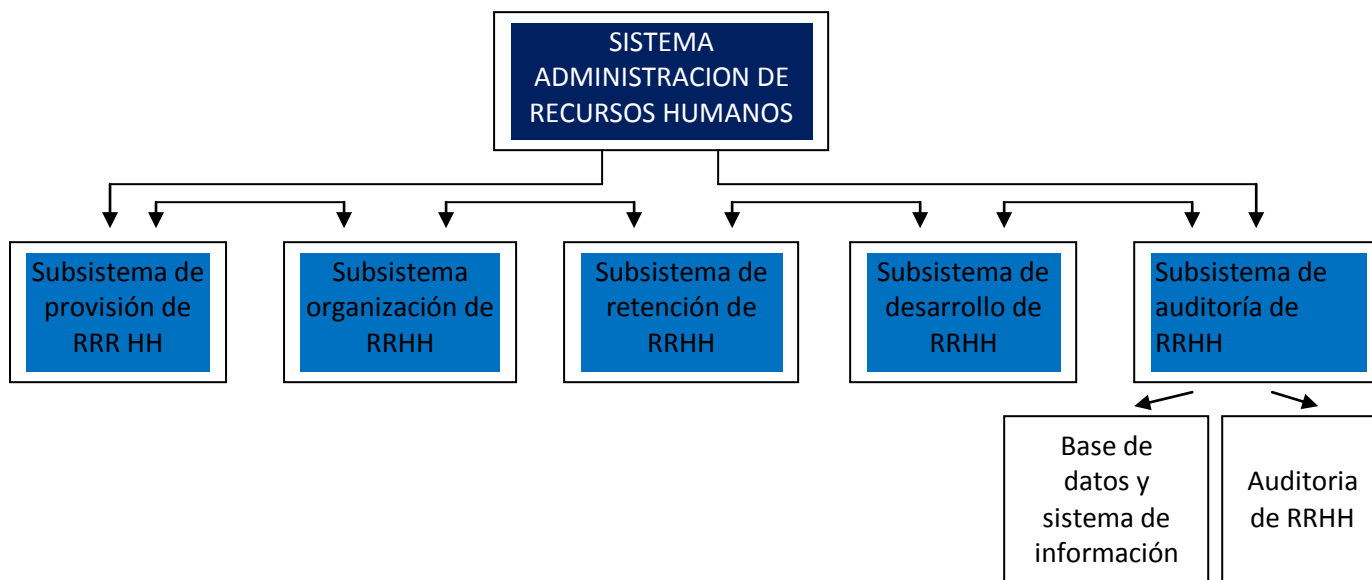 SISTEMA
ADMINISTRACION DE
RECURSOS HUMANOS
Subsistema de
provisión de
RRR HH
Subsistema
organización de
RRHH
Subsistema de
retención de
RRHH
Subsistema de
desarrollo de
RRHH
Subsistema de
auditoría de
RRHH
Base de
datos y
sistema de
información
Auditoria
de RRHH